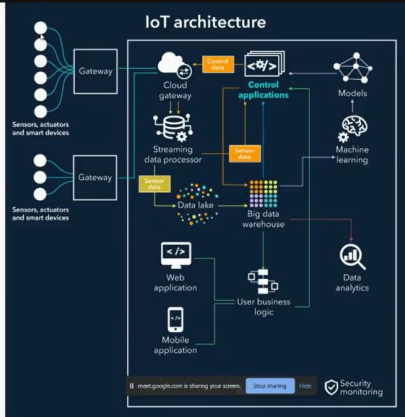 IoT architecture
Gateway
Sensors, actuators
and smart devices
Gateway
Sensors, actuators
and smart devices
Cloud
gateway
Control
data
</>
Control
applications
Models
Streaming
data processor
Sensor
data
Machine
learning
Sensor
data
Data lake
Big data
warehouse
</>
Web
application
User business
logic
Data
analytics
</>
Mobile
application
meet.google.com is sharing your screen.
Stop sharing
Hide
Security
monitoring